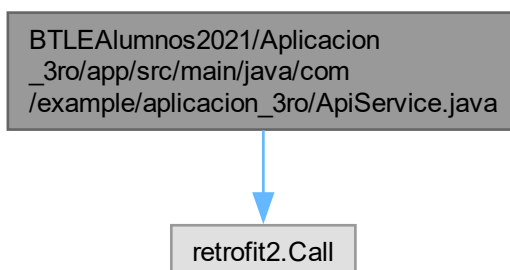 BTLEAlumnos2021/Aplicacion
_3ro/app/src/main/java/com
/example/aplicacion_3ro/ApiService.java
retrofit2.Call